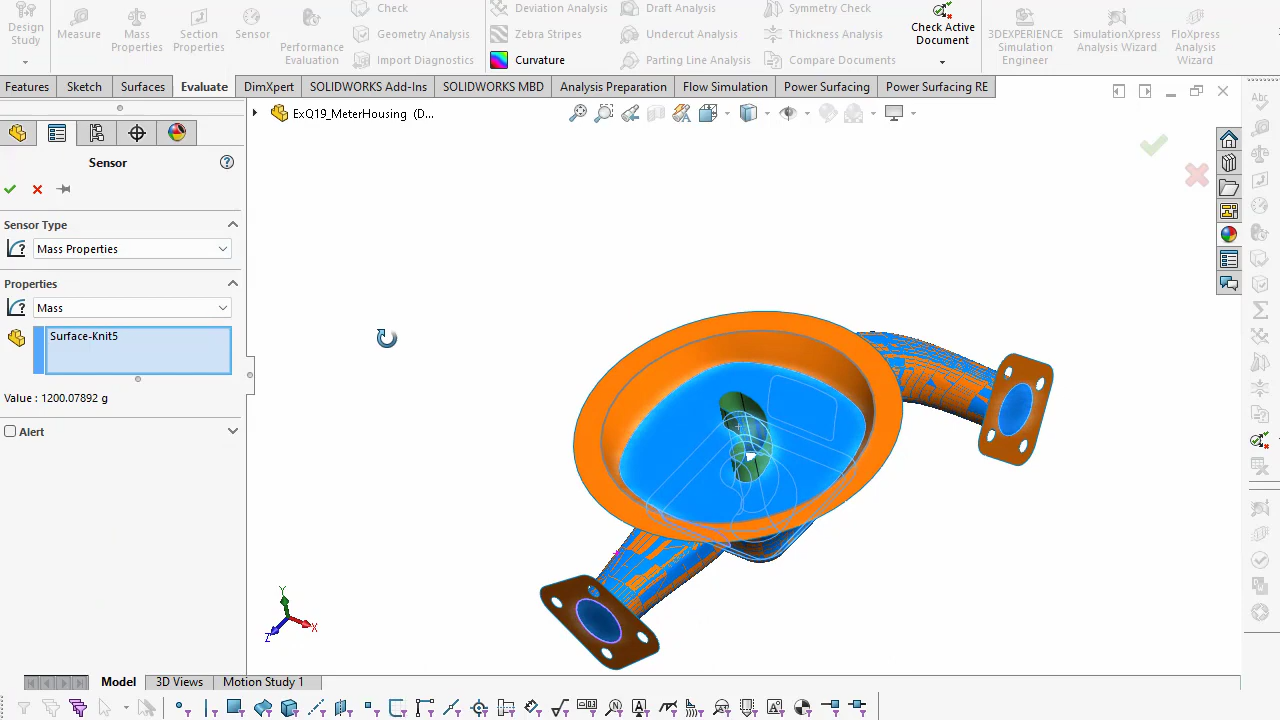 Design Study
Measure
Mass Properties
Section Properties
Sensor
Performance Evaluation
Check
Geometry Analysis
Import Diagnostics
Deviation Analysis
Zebra Stripes
Curvature
Draft Analysis
Undercut Analysis
Parting Line Analysis
Symmetry Check
Thickness Analysis
Compare Documents
Check Active Document
3DEXPERIENCE Simulation Engineer
SimulationXpress Analysis Wizard
FloXpress Analysis Wizard
Features
Sketch
Surfaces
Evaluate
DimXpert
SOLIDWORKS Add-Ins
SOLIDWORKS MBD
Analysis Preparation
Flow Simulation
Power Surfacing
Power Surfacing RE
ExQ19_MeterHousing (D...
Sensor
Sensor Type
Mass Properties
Properties
Mass
Surface-Knit5
Value : 1200.07892 g
Alert
Y
X
Z
Model
3D Views
Motion Study 1